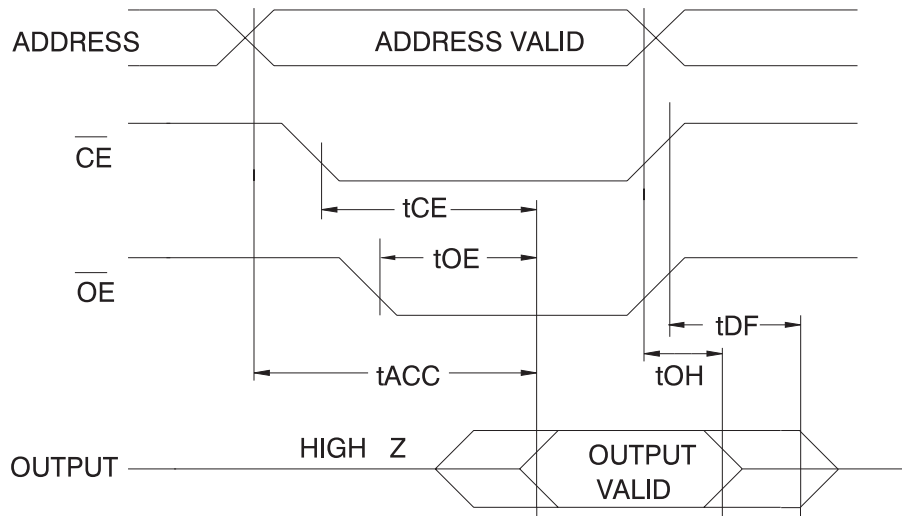 ADDRESS
ADDRESS VALID
CE
tCE
tOE
OE
tDF
tOH
tACC
HIGH Z
OUTPUT
OUTPUT
VALID